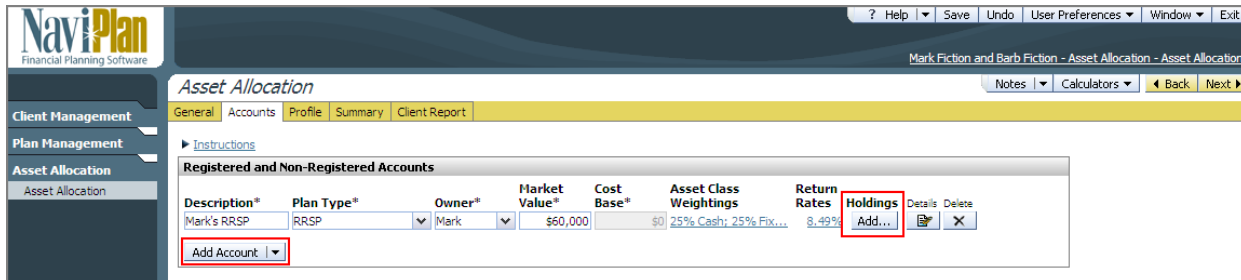 NaviPlan
Financial Planning Software
? Help Save Undo User Preferences Window Exit
Mark Fiction and Barb Fiction - Asset Allocation - Asset Allocation
Asset Allocation
Notes Calculators Back Next
General Accounts Profile Summary Client Report
Client Management
Plan Management
Asset Allocation
Asset Allocation
Instructions
Registered and Non-Registered Accounts
Description* Plan Type* Owner* Market Value* Cost Base* Asset Class Weightings Return Rates Holdings Details Delete
Mark's RRSP RRSP Mark $60,000 $0 25% Cash; 25% Fix... 8.49% Add...
Add Account